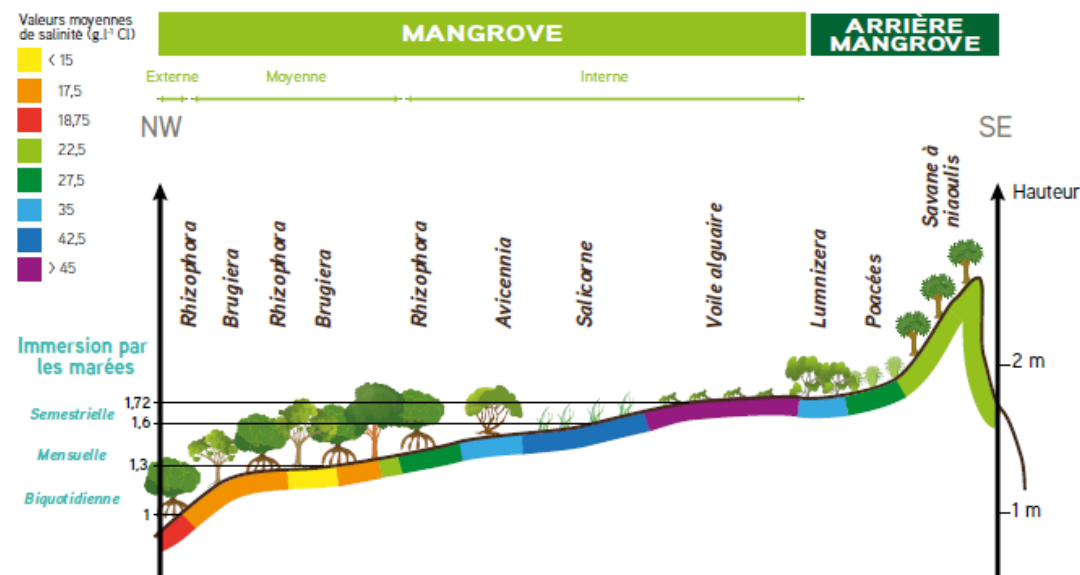 Valeurs moyennes
de salinité (g.l⁻¹ Cl)
< 15
17,5
18,75
22,5
27,5
35
42,5
> 45
MANGROVE
ARRIÈRE
MANGROVE
Externe
Moyenne
Interne
NW
SE
Hauteur
Rhizophora
Brugiera
Rhizophora
Brugiera
Rhizophora
Avicennia
Salicorne
Voile alguaire
Lumnizera
Poacées
Savane à
niaoulis
Immersion par
les marées
Semestrielle
Mensuelle
Biquotidienne
1,72
1,6
1,3
1
2 m
1 m